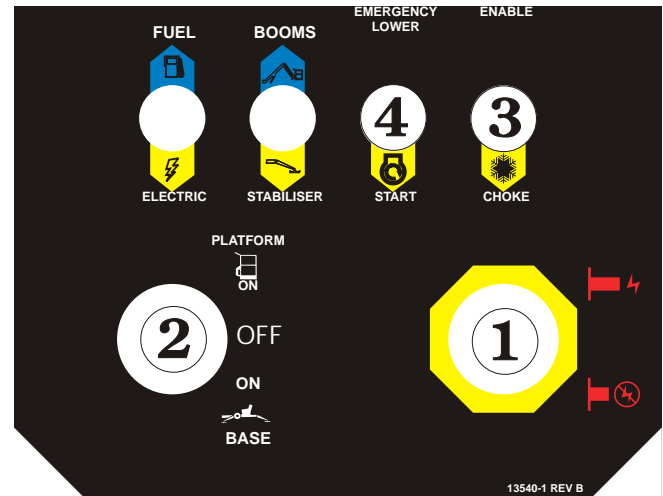 EMERGENCY
LOWER
ENABLE
FUEL
BOOMS
4
3
ELECTRIC
STABILISER
START
CHOKE
PLATFORM
ON
2
OFF
1
ON
BASE
13540-1 REV B